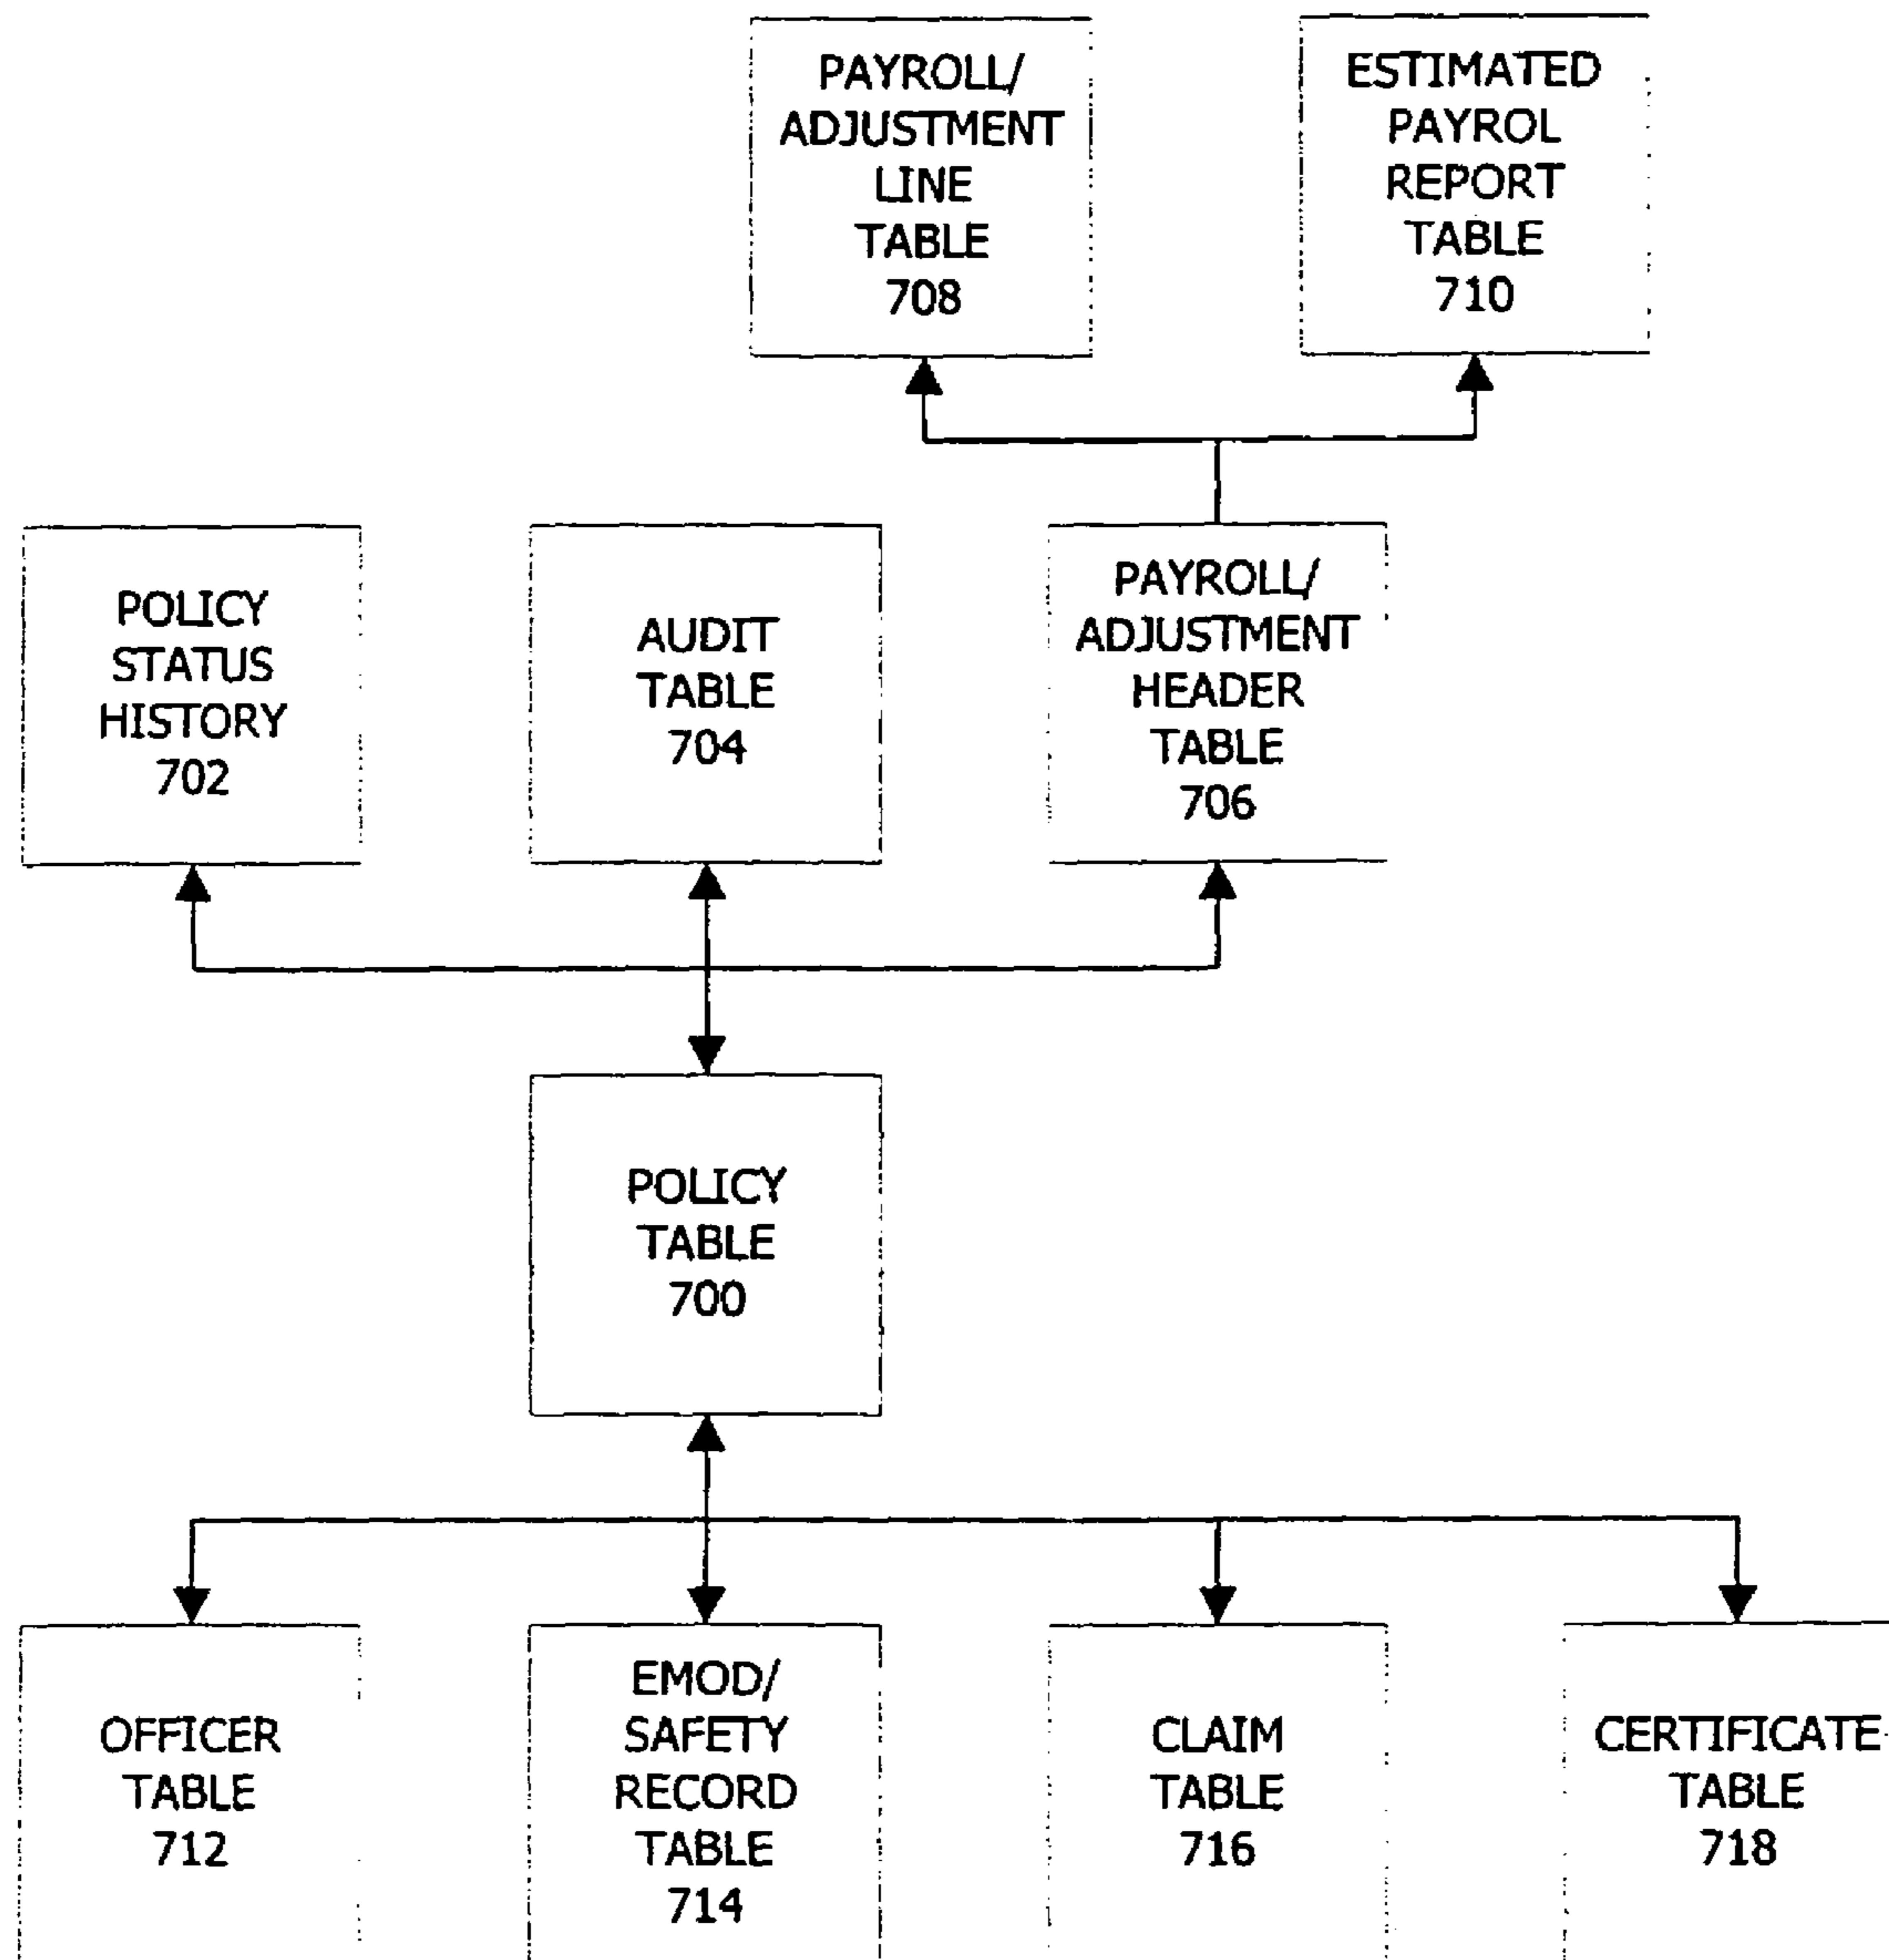 PAYROLL/
ADJUSTMENT
LINE
TABLE
708
ESTIMATED
PAYROL
REPORT
TABLE
710
POLICY
STATUS
HISTORY
702
AUDIT
TABLE
704
PAYROLL/
ADJUSTMENT
HEADER
TABLE
706
POLICY
TABLE
700
OFFICER
TABLE
712
EMOD/
SAFETY
RECORD
TABLE
714
CLAIM
TABLE
716
CERTIFICATE
TABLE
718